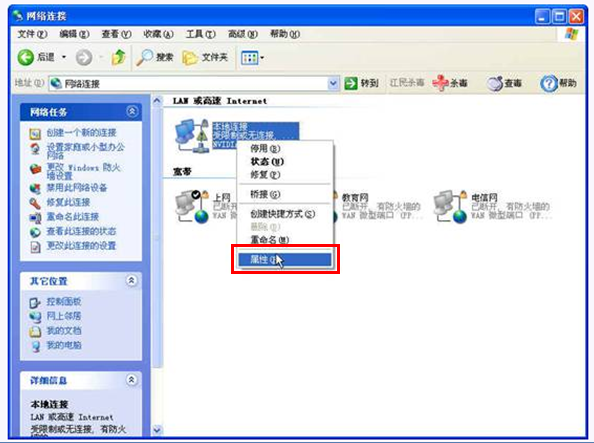 网络连接
文件(F) 编辑(E) 查看(V) 收藏(A) 工具(T) 高级(N) 帮助(H)
后退 搜索 文件夹
地址(D) 网络连接 转到 江民杀毒 杀毒 查毒 帮助
网络任务
创建一个新的连接
设置家庭或小型办公
网络
更改 Windows 防火
墙设置
禁用此网络设备
修复此连接
重命名此连接
查看此连接的状态
更改此连接的设置
其它位置
控制面板
网上邻居
我的文档
我的电脑
详细信息
本地连接
LAN 或高速 Internet
受限制或无连接, 有防火
LAN 或高速 Internet
本地连接
受限制或无连接, ...
NVIDI
停用(B)
状态(U)
修复(P)
桥接(G)
创建快捷方式(S)
删除(D)
重命名(M)
属性
宽带
上网
已断开
WAN 微型
教育网
已断开, 有防火墙的
WAN 微型端口 (PP...
电信网
已断开, 有防火墙的
WAN 微型端口 (PP...